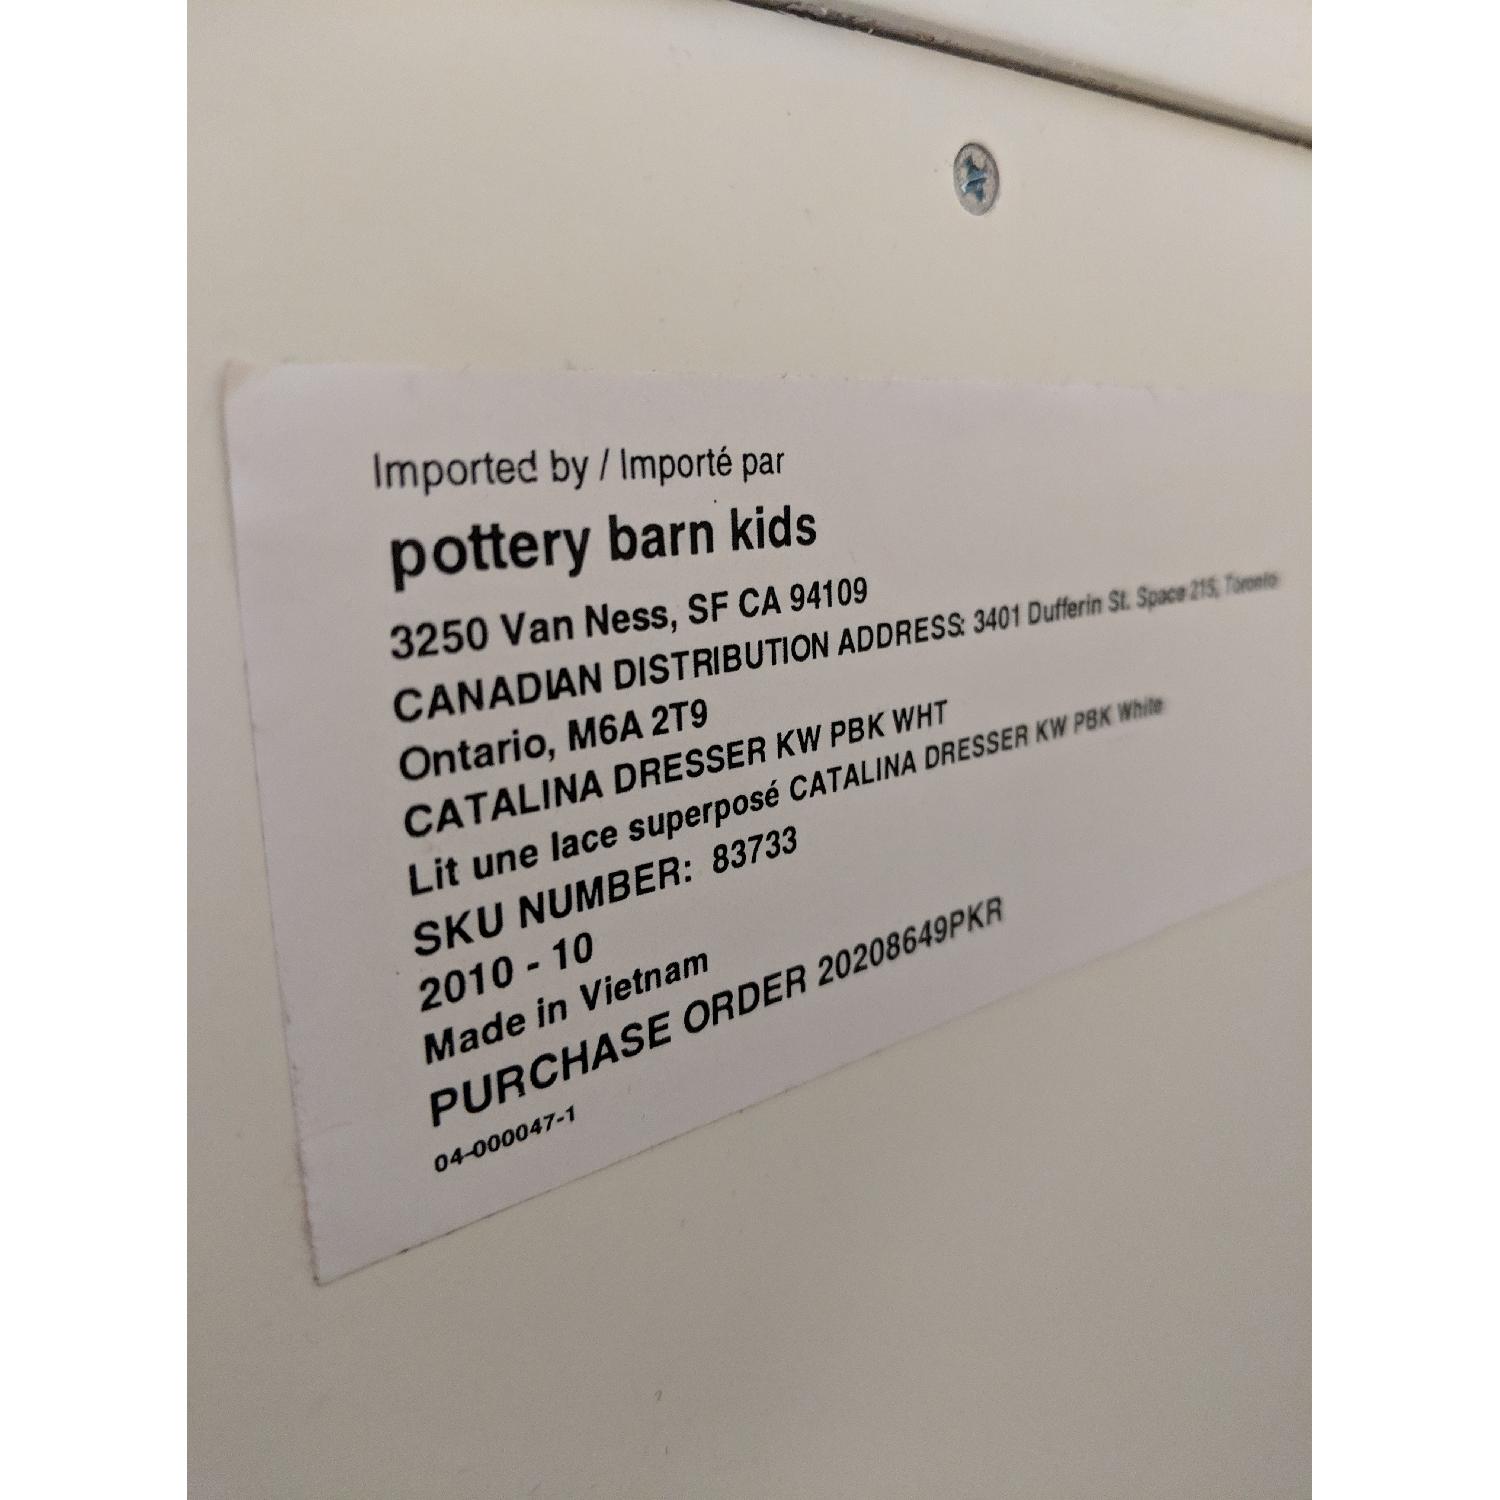 Imported by / Importé par
pottery barn kids
3250 Van Ness, SF CA 94109
CANADIAN DISTRIBUTION ADDRESS: 3401 Dufferin St. Space 215, Toronto
Ontario, M6A 2T9
CATALINA DRESSER KW PBK WHT
Lit une lace superposé CATALINA DRESSER KW PBK White
SKU NUMBER: 83733
2010 - 10
Made in Vietnam
PURCHASE ORDER 20208649PKR
04-000047-1